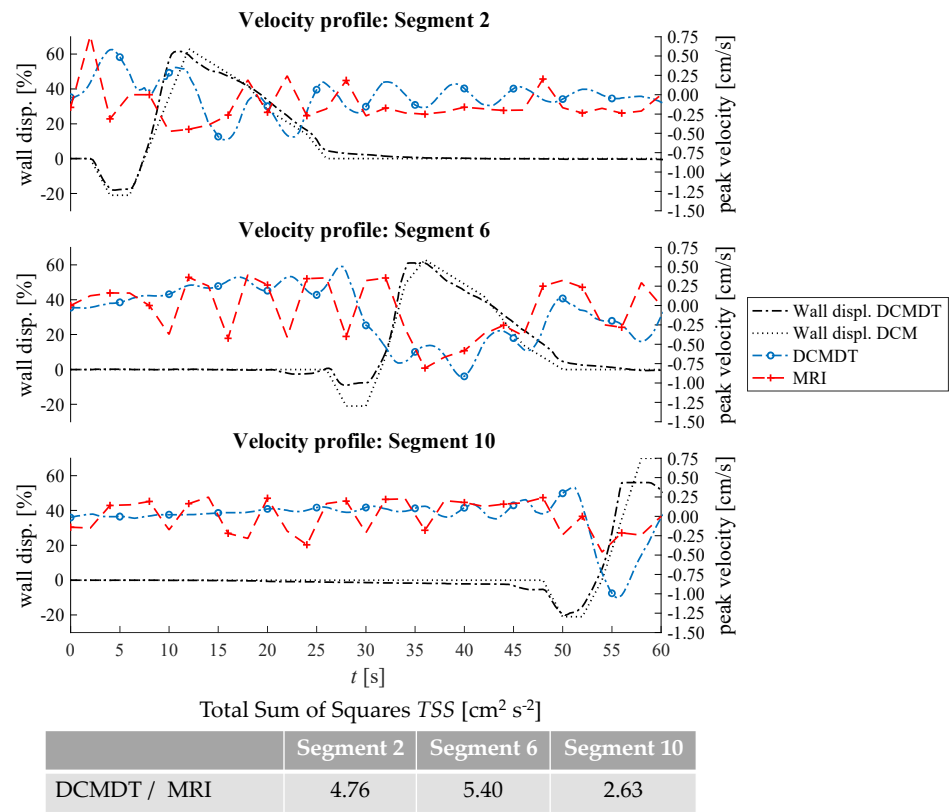 Velocity profile: Segment 2
wall disp. [%]
60
40
20
0
-20
0.75
0.50
0.25
0.00
-0.25
-0.50
-0.75
-1.00
-1.25
-1.50
peak velocity [cm/s]
Velocity profile: Segment 6
wall disp. [%]
60
40
20
0
-20
0.75
0.50
0.25
0.00
-0.25
-0.50
-0.75
-1.00
-1.25
-1.50
peak velocity [cm/s]
Wall displ. DCMDT
Wall displ. DCM
DCMDT
MRI
Velocity profile: Segment 10
wall disp. [%]
60
40
20
0
-20
0.75
0.50
0.25
0.00
-0.25
-0.50
-0.75
-1.00
-1.25
-1.50
peak velocity [cm/s]
0 5 10 15 20 25 30 35 40 45 50 55 60
t [s]
Total Sum of Squares TSS [cm² s⁻²]
Segment 2 Segment 6 Segment 10
DCMDT / MRI 4.76 5.40 2.63